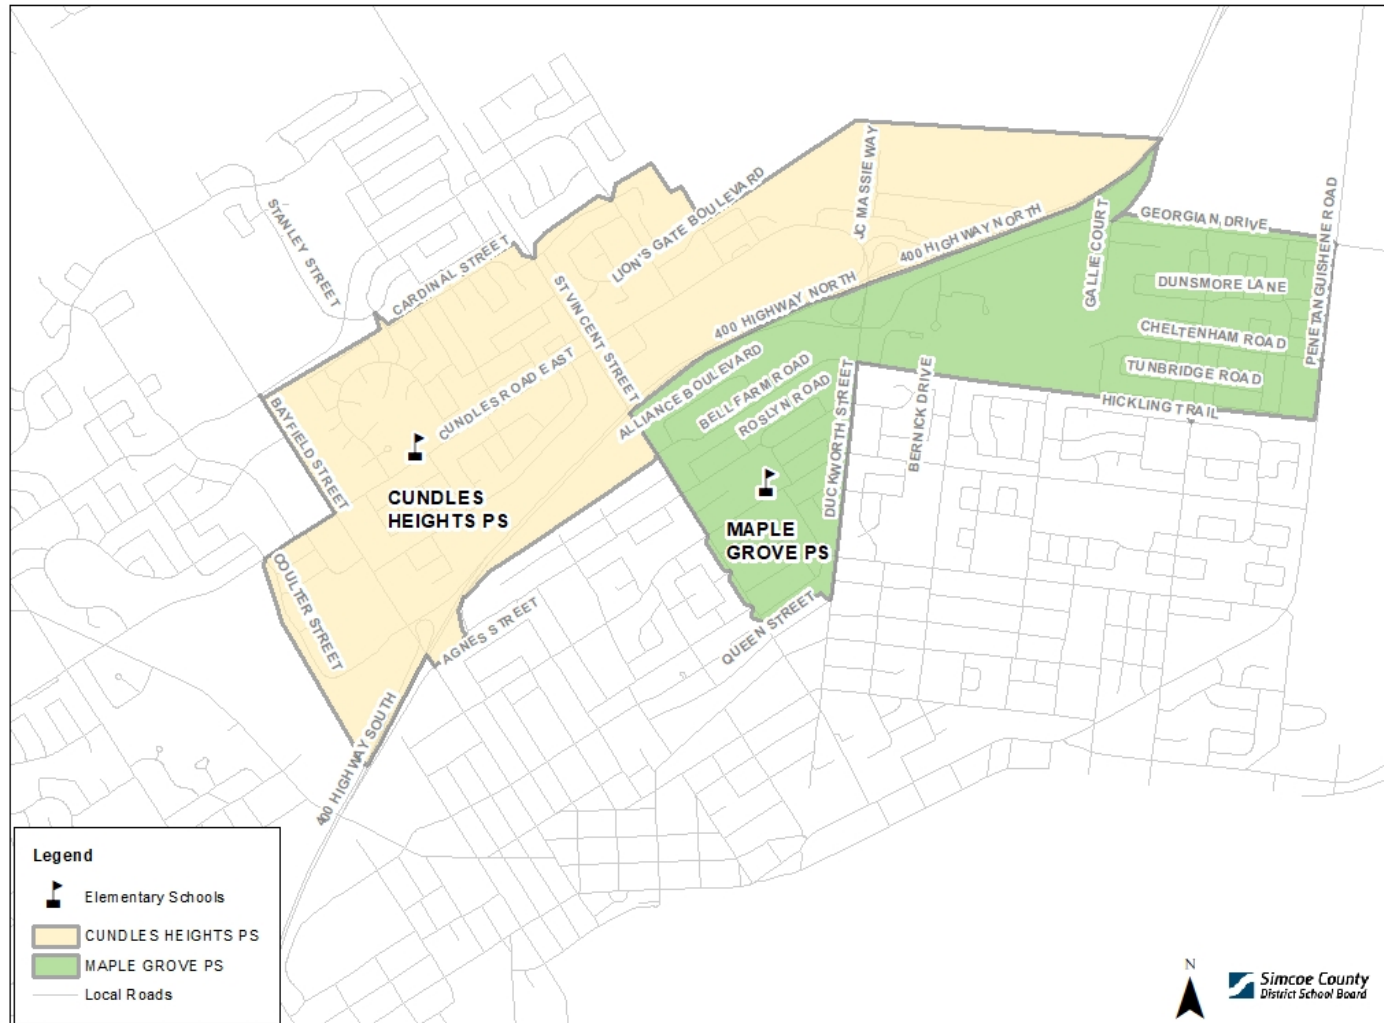 JC MASSIE WAY
LION'S GATE BOULEVARD
STANLEY STREET
CARDINAL STREET
400 HIGHWAY NORTH
GALLIE COURT
GEORGIAN DRIVE
PENETANGUISHENE ROAD
DUNSMORE LANE
ST VINCENT STREET
400 HIGHWAY NORTH
CHELTENHAM ROAD
TUNBRIDGE ROAD
HICKLING TRAIL
CUNDLES ROAD EAST
ALLIANCE BOULEVARD
BELL FARM ROAD
ROSLYN ROAD
DUCKWORTH STREET
BERNICK DRIVE
BAYFIELD STREET
CUNDLES
HEIGHTS PS
MAPLE
GROVE PS
COULTER STREET
AGNES STREET
QUEEN STREET
400 HIGHWAY SOUTH
Legend
Elementary Schools
CUNDLES HEIGHTS PS
MAPLE GROVE PS
Local Roads
N
Simcoe County
District School Board